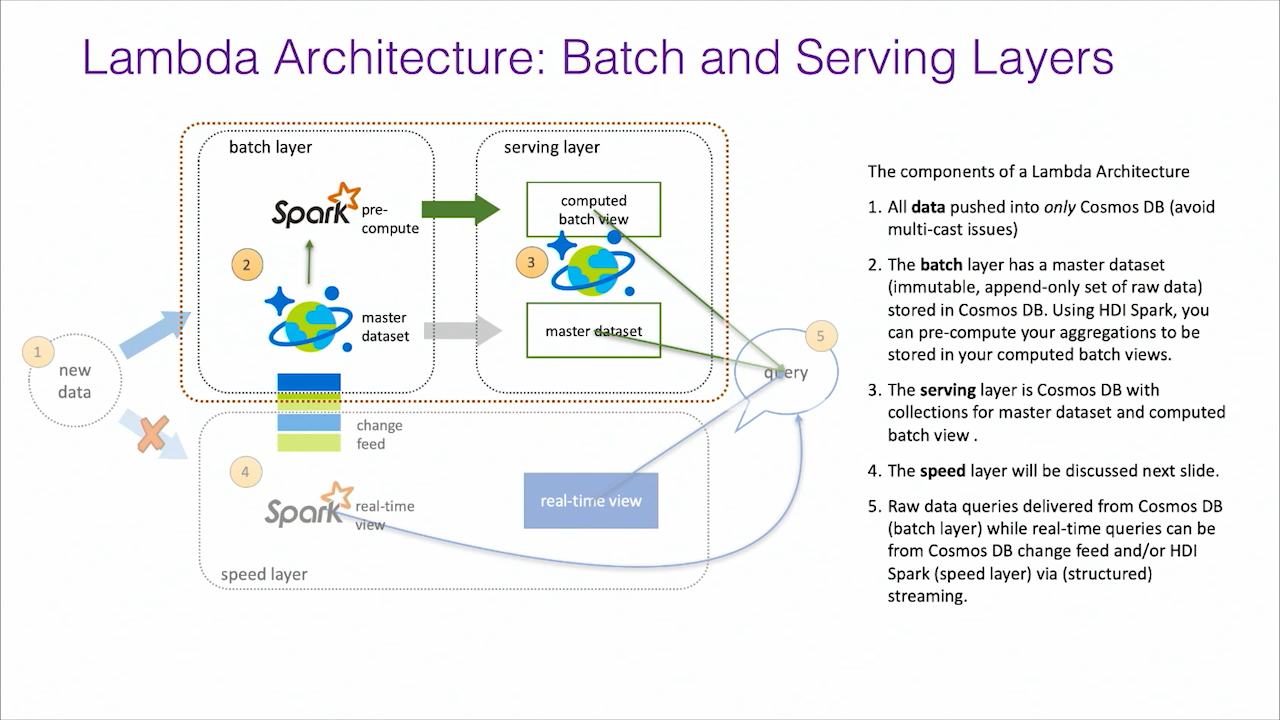 Lambda Architecture: Batch and Serving Layers
batch layer
serving layer
Spark
pre-
compute
computed
batch view
2
3
master
dataset
master dataset
1
new
data
5
query
change
feed
4
Spark
real-time
view
real-time view
speed layer
The components of a Lambda Architecture
1. All data pushed into only Cosmos DB (avoid
multi-cast issues)
2. The batch layer has a master dataset
(immutable, append-only set of raw data)
stored in Cosmos DB. Using HDI Spark, you
can pre-compute your aggregations to be
stored in your computed batch views.
3. The serving layer is Cosmos DB with
collections for master dataset and computed
batch view .
4. The speed layer will be discussed next slide.
5. Raw data queries delivered from Cosmos DB
(batch layer) while real-time queries can be
from Cosmos DB change feed and/or HDI
Spark (speed layer) via (structured)
streaming.